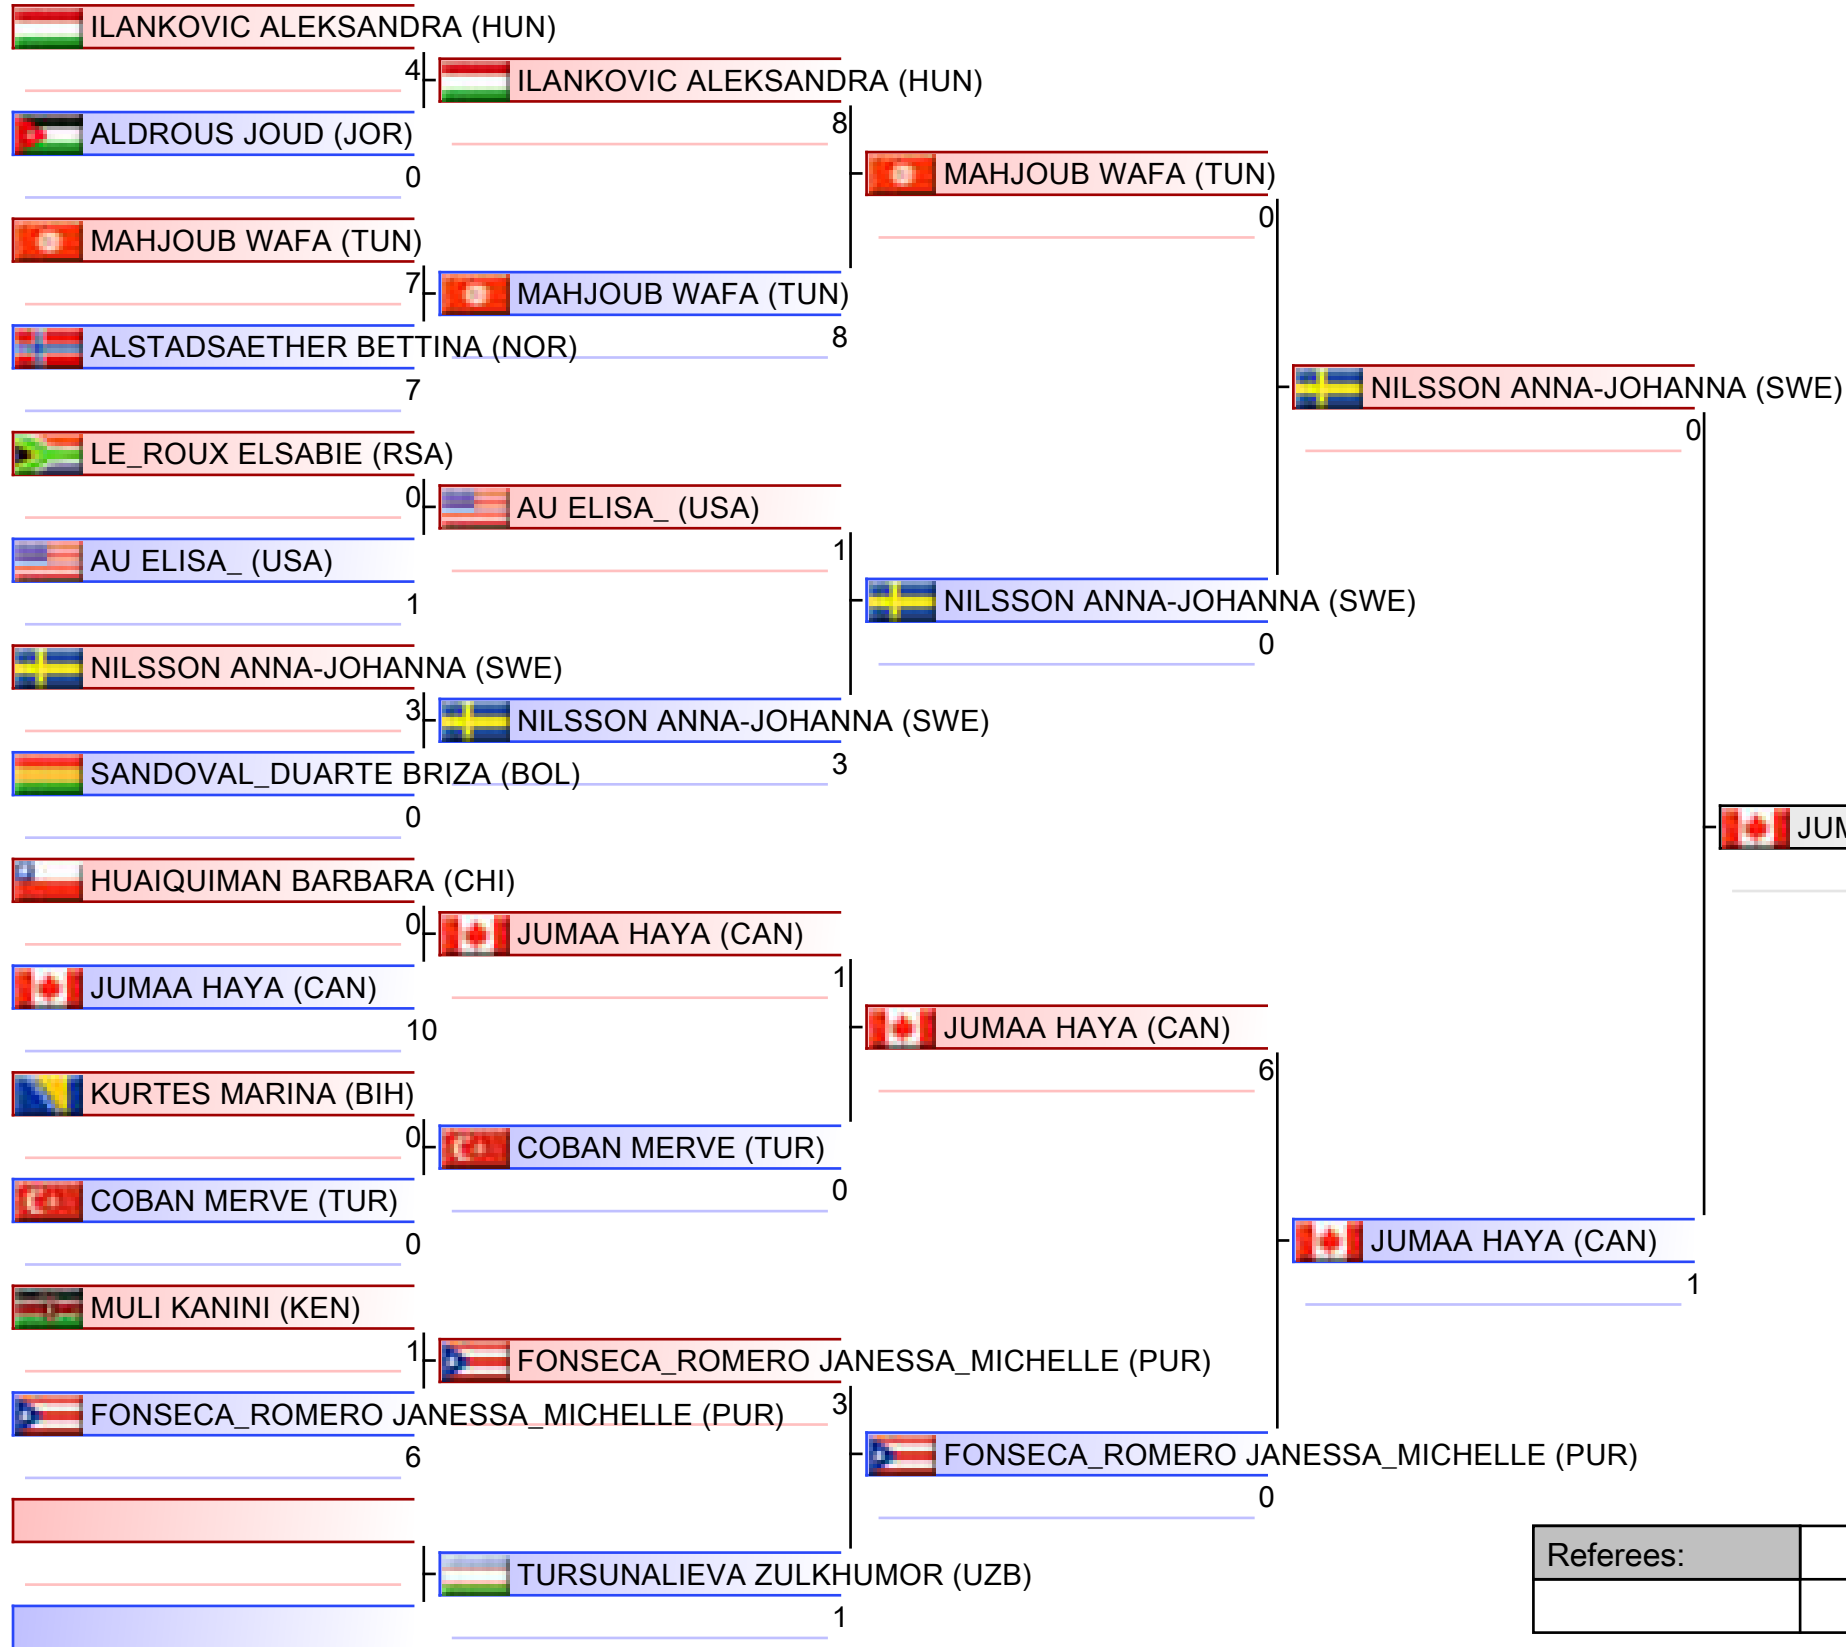 ILANKOVIC ALEKSANDRA (HUN)
4
ALDROUS JOUD (JOR)
0
MAHJOUB WAFA (TUN)
7
ALSTADSAETHER BETTINA (NOR)
7
LE_ROUX ELSABIE (RSA)
0
AU ELISA_ (USA)
1
NILSSON ANNA-JOHANNA (SWE)
3
SANDOVAL_DUARTE BRIZA (BOL)
0
HUAIQUIMAN BARBARA (CHI)
0
JUMAA HAYA (CAN)
10
KURTES MARINA (BIH)
0
COBAN MERVE (TUR)
0
MULI KANINI (KEN)
1
FONSECA_ROMERO JANESSA_MICHELLE (PUR)
6
ILANKOVIC ALEKSANDRA (HUN)
8
MAHJOUB WAFA (TUN)
8
AU ELISA_ (USA)
1
NILSSON ANNA-JOHANNA (SWE)
3
JUMAA HAYA (CAN)
1
COBAN MERVE (TUR)
0
FONSECA_ROMERO JANESSA_MICHELLE (PUR)
3
TURSUNALIEVA ZULKHUMOR (UZB)
1
MAHJOUB WAFA (TUN)
0
NILSSON ANNA-JOHANNA (SWE)
0
JUMAA HAYA (CAN)
6
FONSECA_ROMERO JANESSA_MICHELLE (PUR)
0
NILSSON ANNA-JOHANNA (SWE)
0
JUMAA HAYA (CAN)
1
Referees: